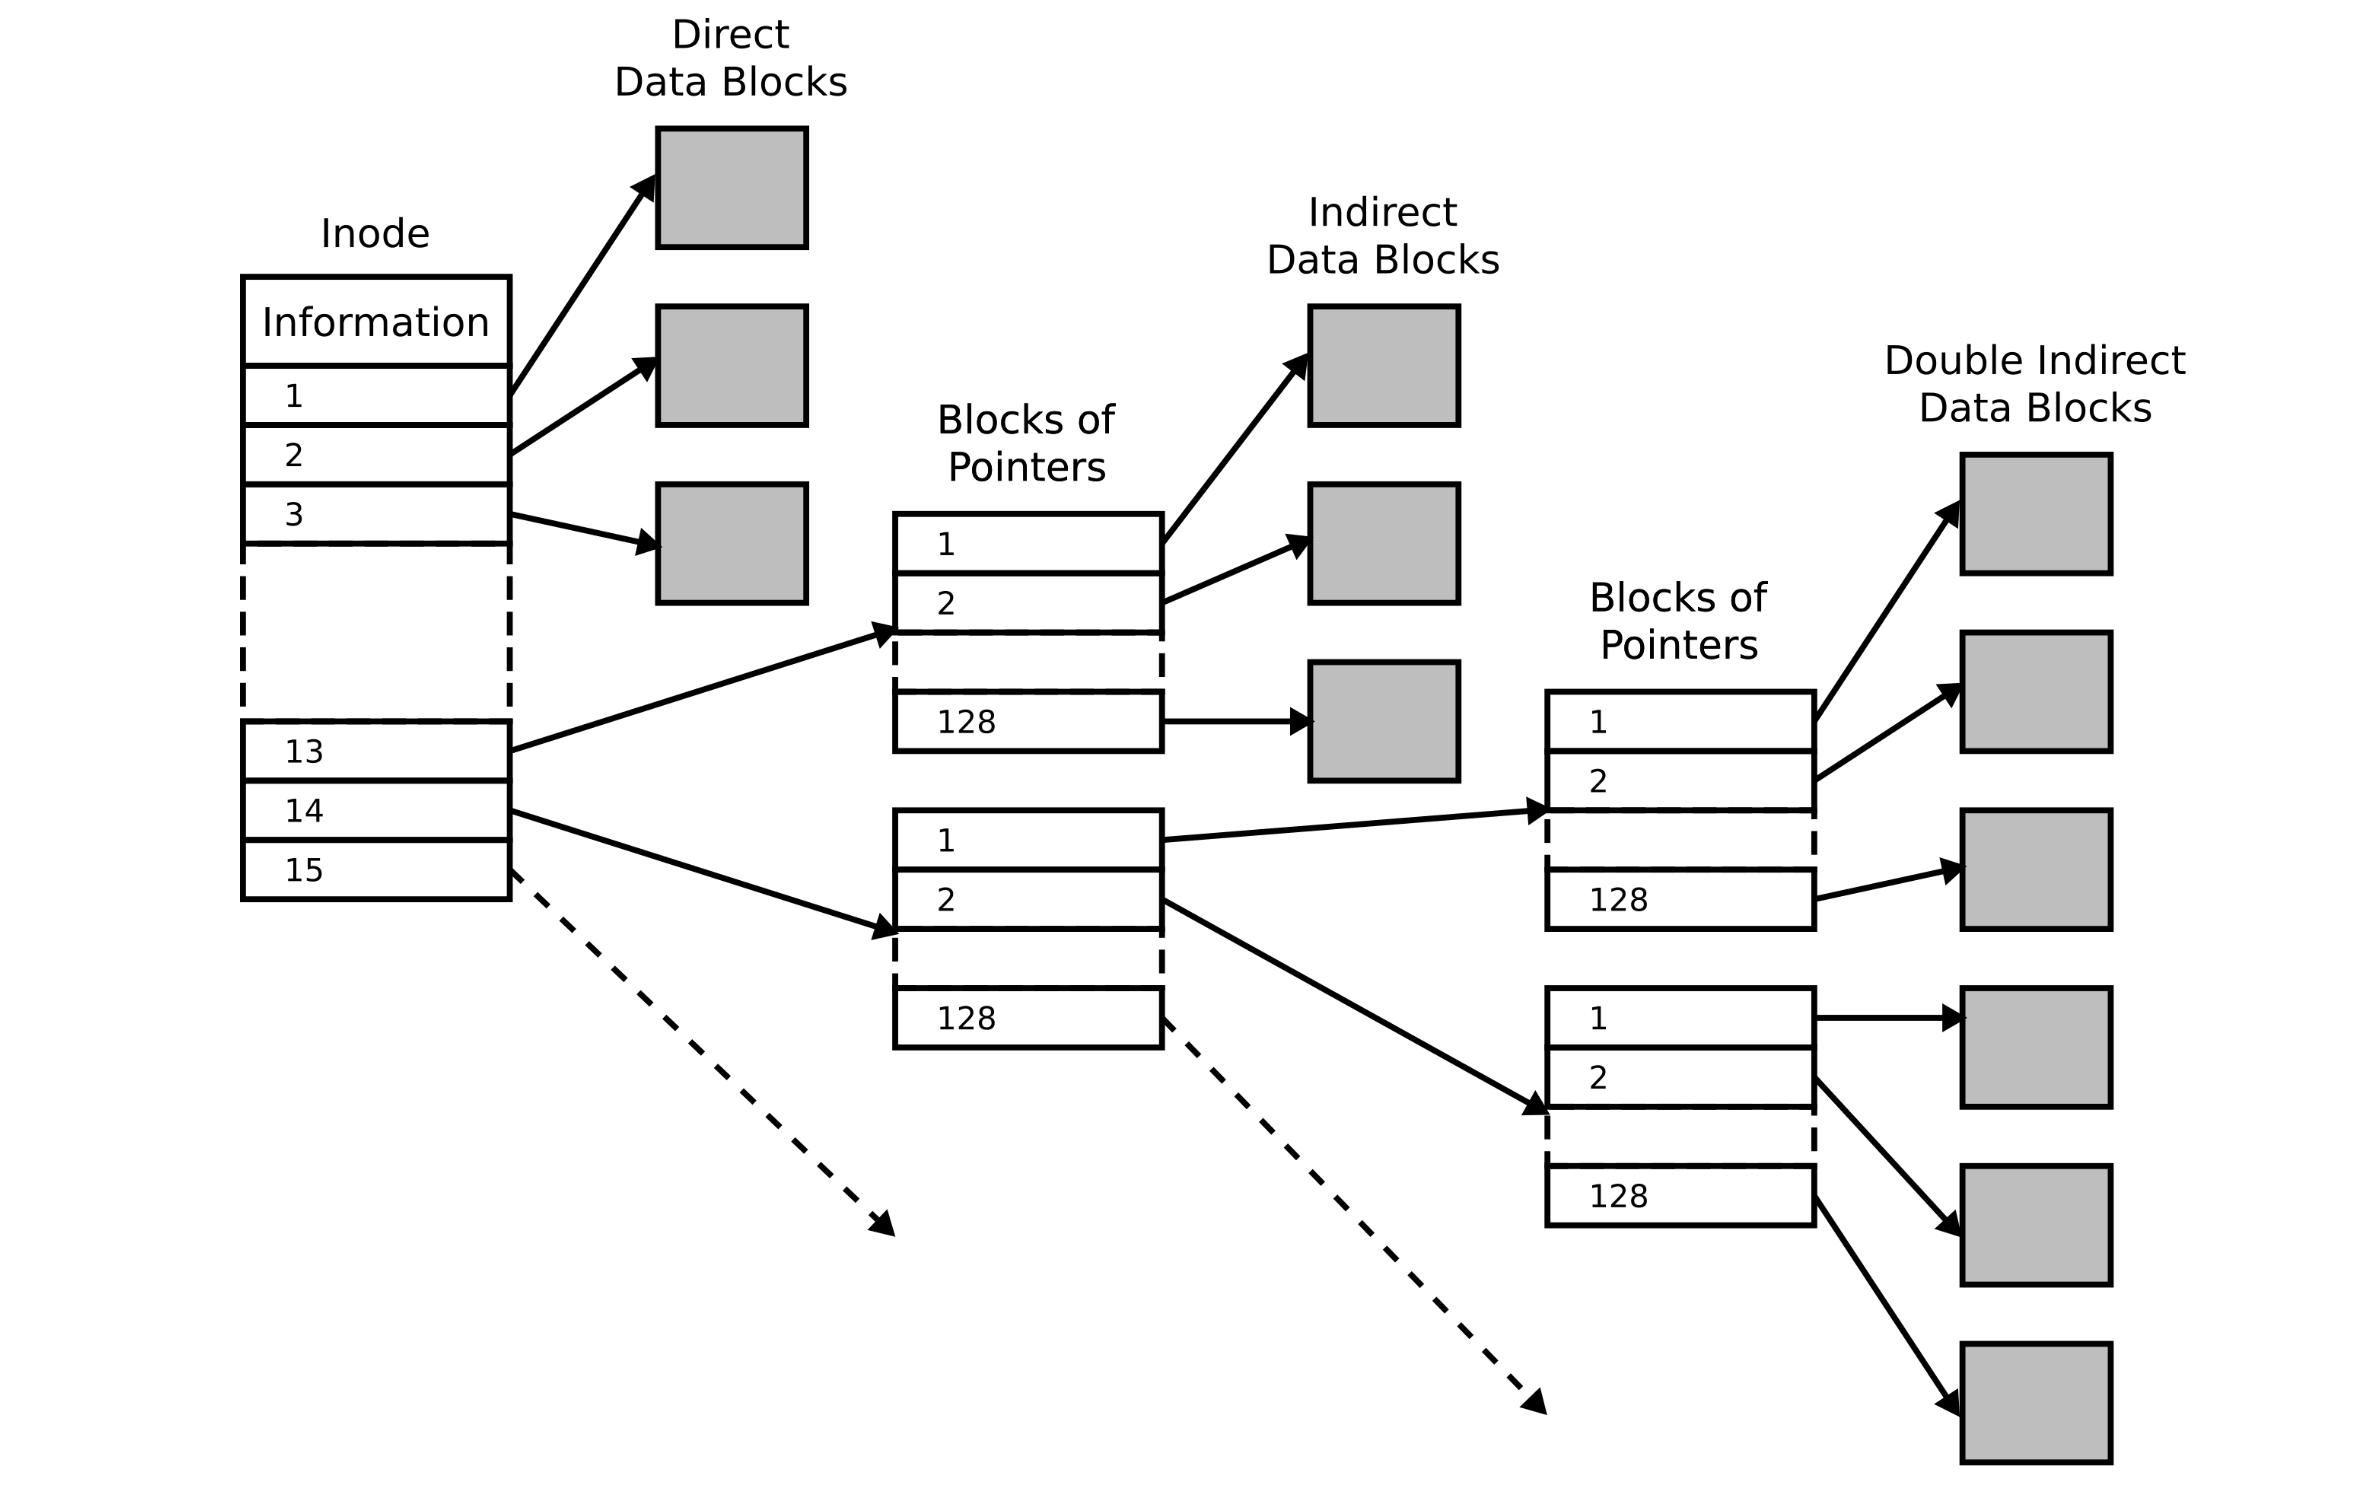 Direct
Data Blocks
Inode
Information
1
2
3
13
14
15
Blocks of
Pointers
1
2
128
1
2
128
Indirect
Data Blocks
Blocks of
Pointers
1
2
128
1
2
128
Double Indirect
Data Blocks